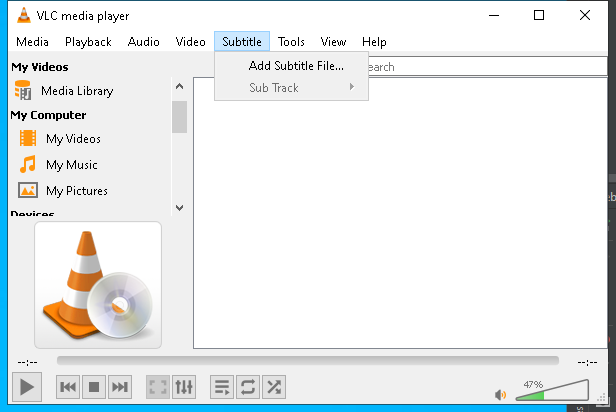 VLC media player
Media Playback Audio Video Subtitle Tools View Help
My Videos
Add Subtitle File...
Media Library
Sub Track
My Computer
My Videos
My Music
My Pictures
Devices
--:-- --:--
47%